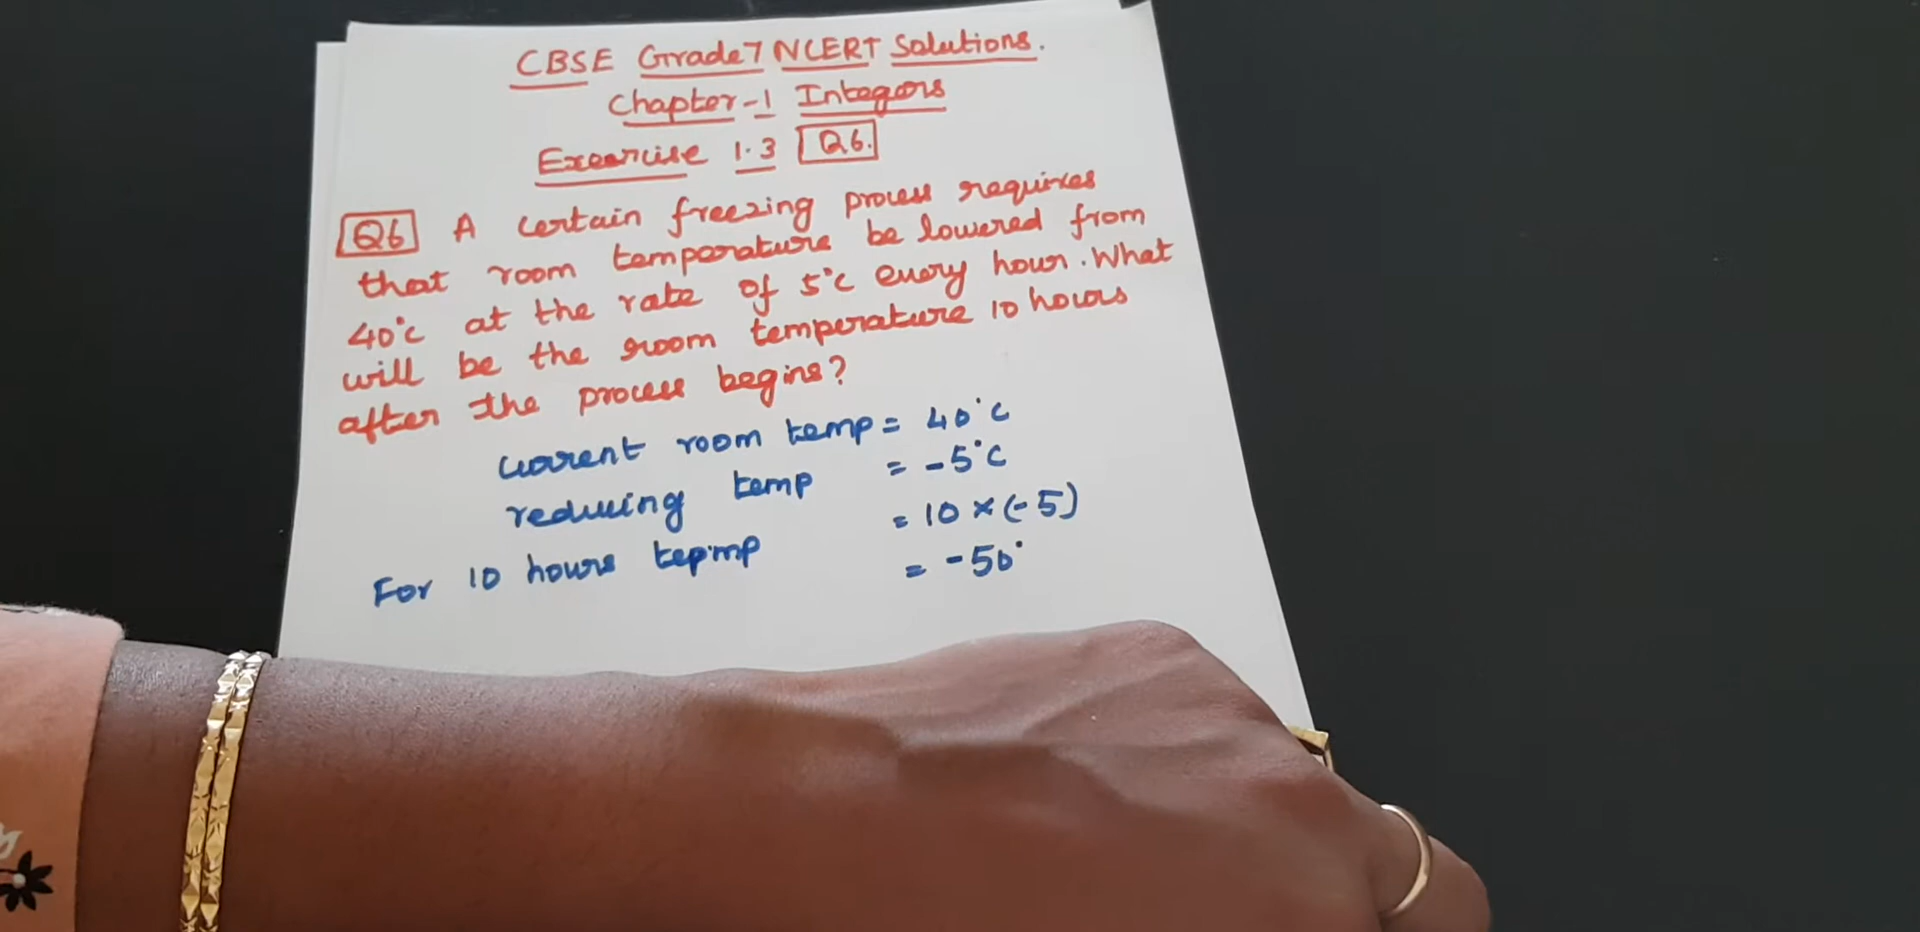 CBSE Grade7 NCERT Solutions.
Chapter-1 Integers
Exercise 1.3 Q6.
Q6 A certain freezing process requires
that room temperature be lowered from
40°C at the rate of 5°C every hour. What
will be the room temperature 10 hours
after the process begins?
current room temp = 40°C
reducing temp = -5°C
For 10 hours tepmp = 10 × (-5)
= -50°